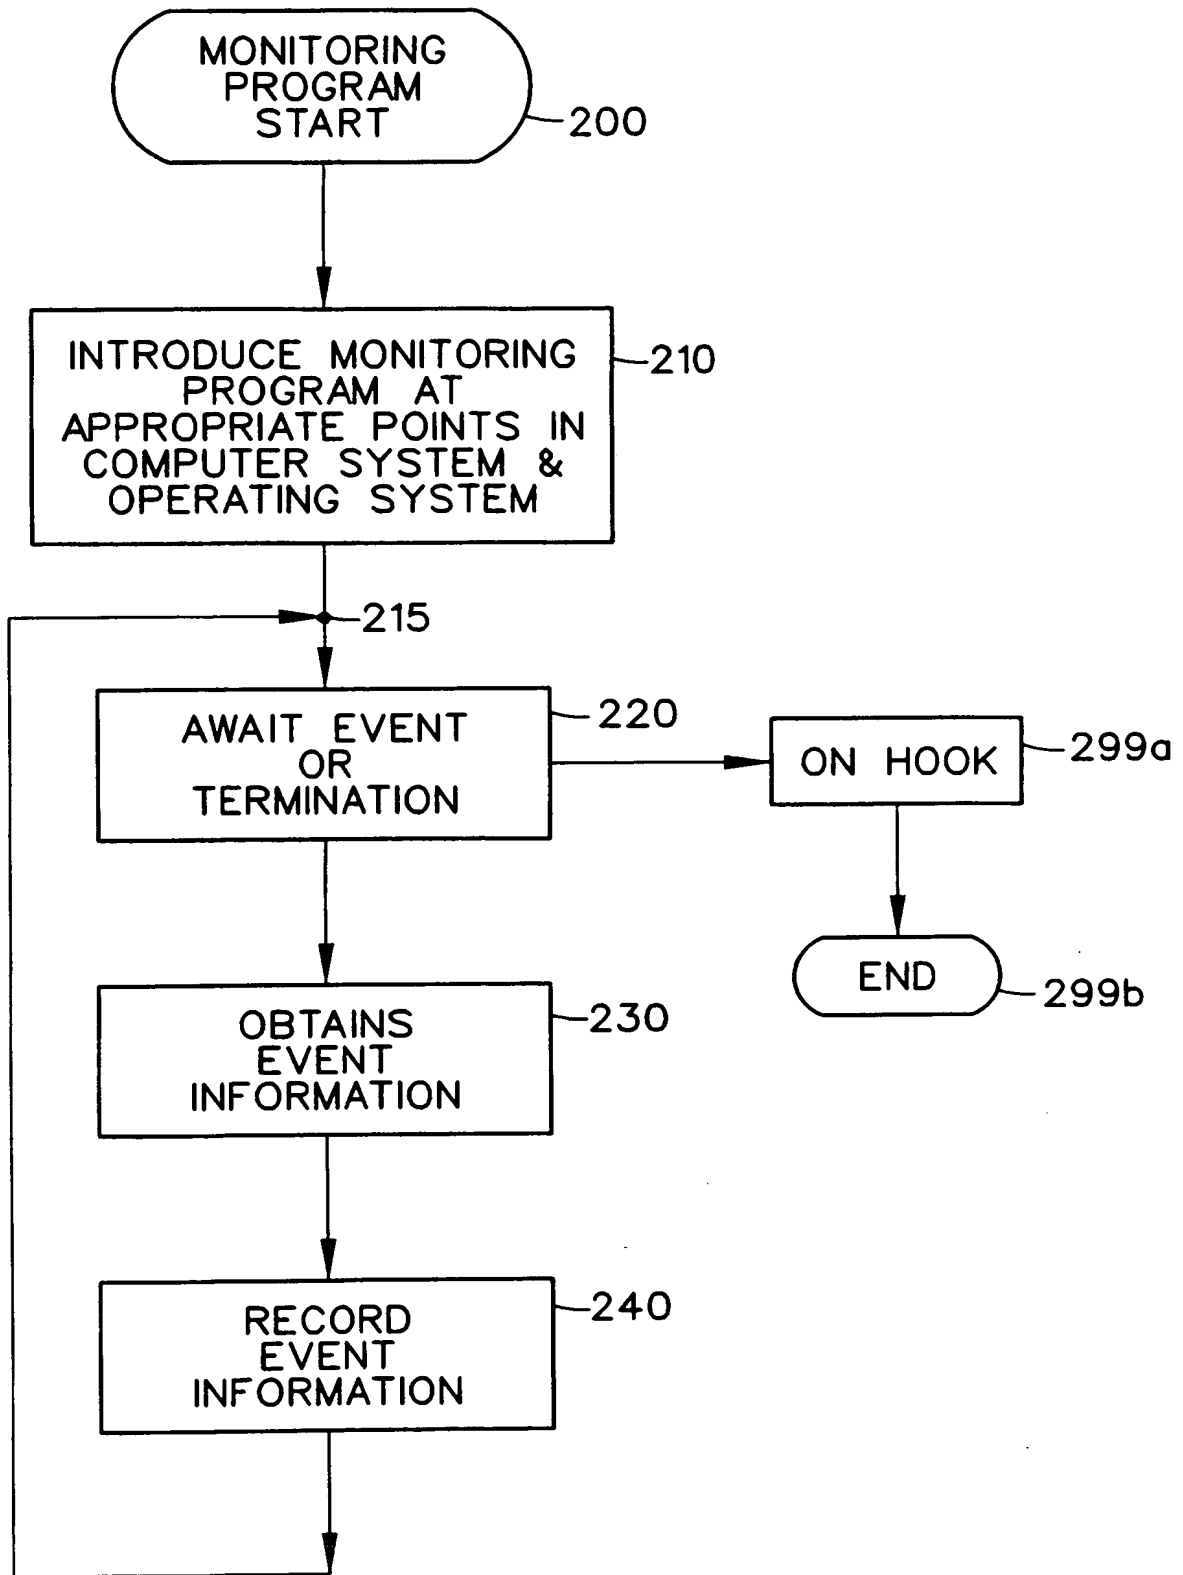 MONITORING
PROGRAM
START
200
INTRODUCE MONITORING
PROGRAM AT
APPROPRIATE POINTS IN
COMPUTER SYSTEM &
OPERATING SYSTEM
210
215
AWAIT EVENT
OR
TERMINATION
220
ON HOOK
299a
END
299b
OBTAINS
EVENT
INFORMATION
230
RECORD
EVENT
INFORMATION
240